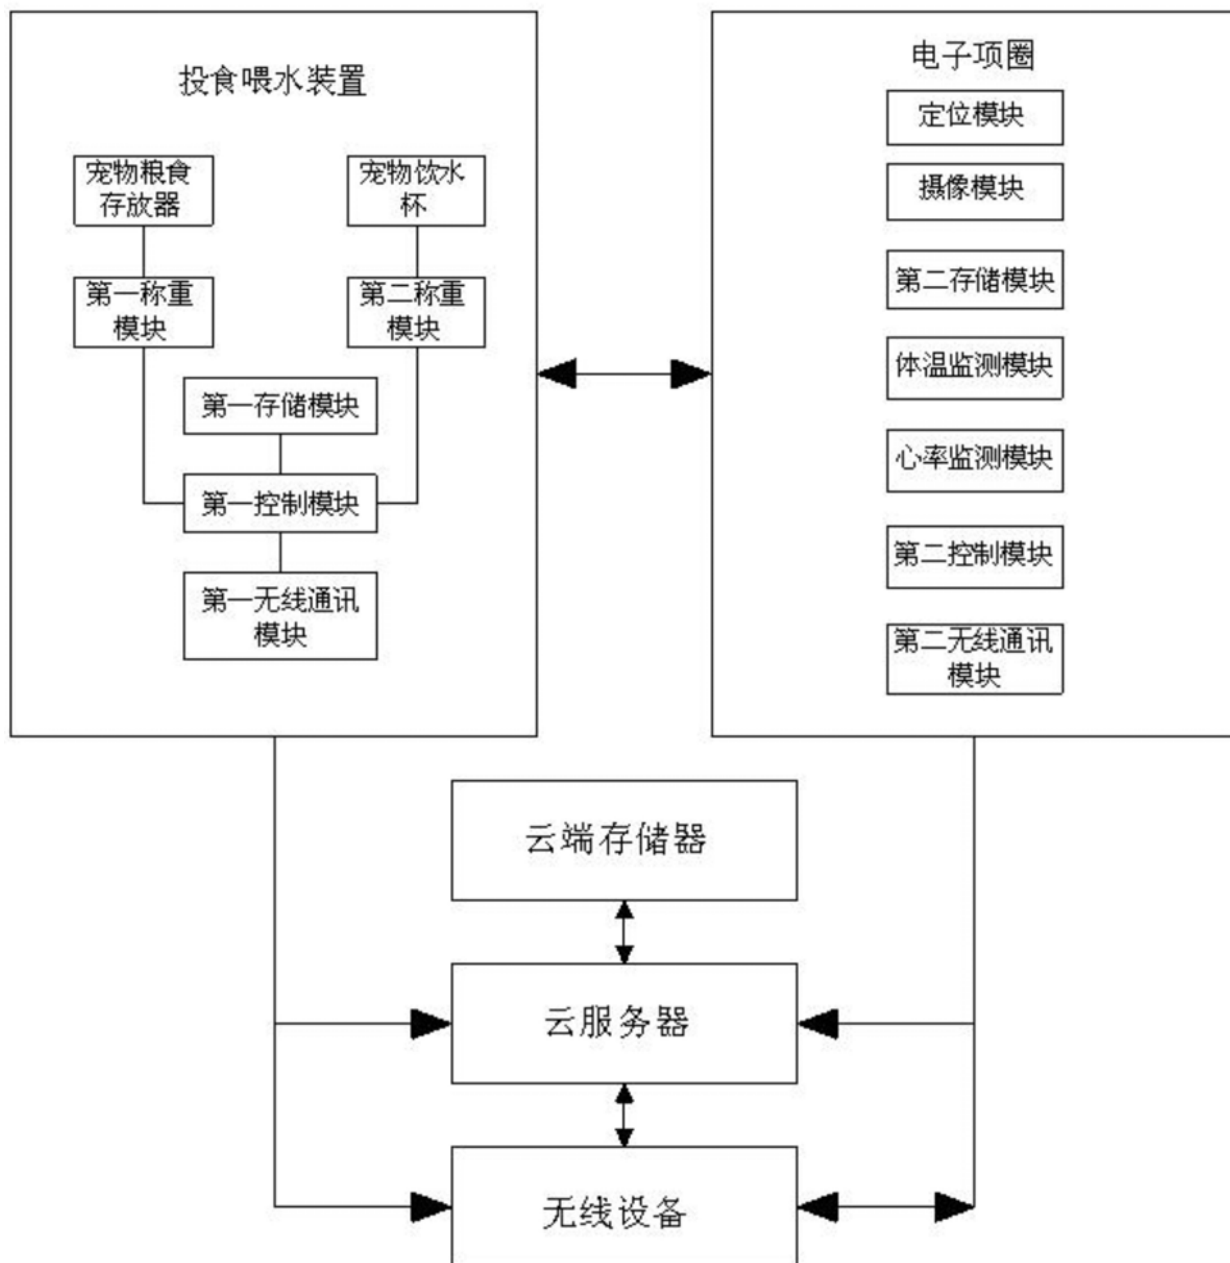 投食喂水装置
宠物粮食
存放器
宠物饮水
杯
第一称重
模块
第二称重
模块
第一存储模块
第一控制模块
第一无线通讯
模块
电子项圈
定位模块
摄像模块
第二存储模块
体温监测模块
心率监测模块
第二控制模块
第二无线通讯
模块
云端存储器
云服务器
无线设备